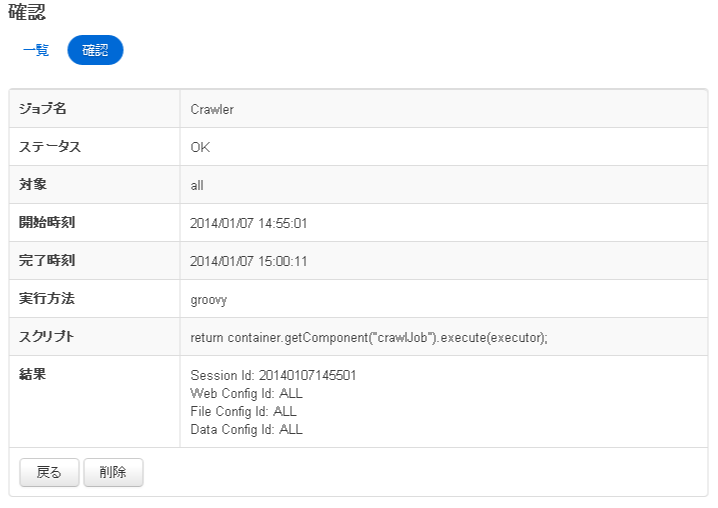 確認
一覧 確認
ジョブ名 Crawler
ステータス OK
対象 all
開始時刻 2014/01/07 14:55:01
完了時刻 2014/01/07 15:00:11
実行方法 groovy
スクリプト return container.getComponent("crawlJob").execute(executor);
結果 Session Id: 20140107145501
Web Config Id: ALL
File Config Id: ALL
Data Config Id: ALL
戻る 削除